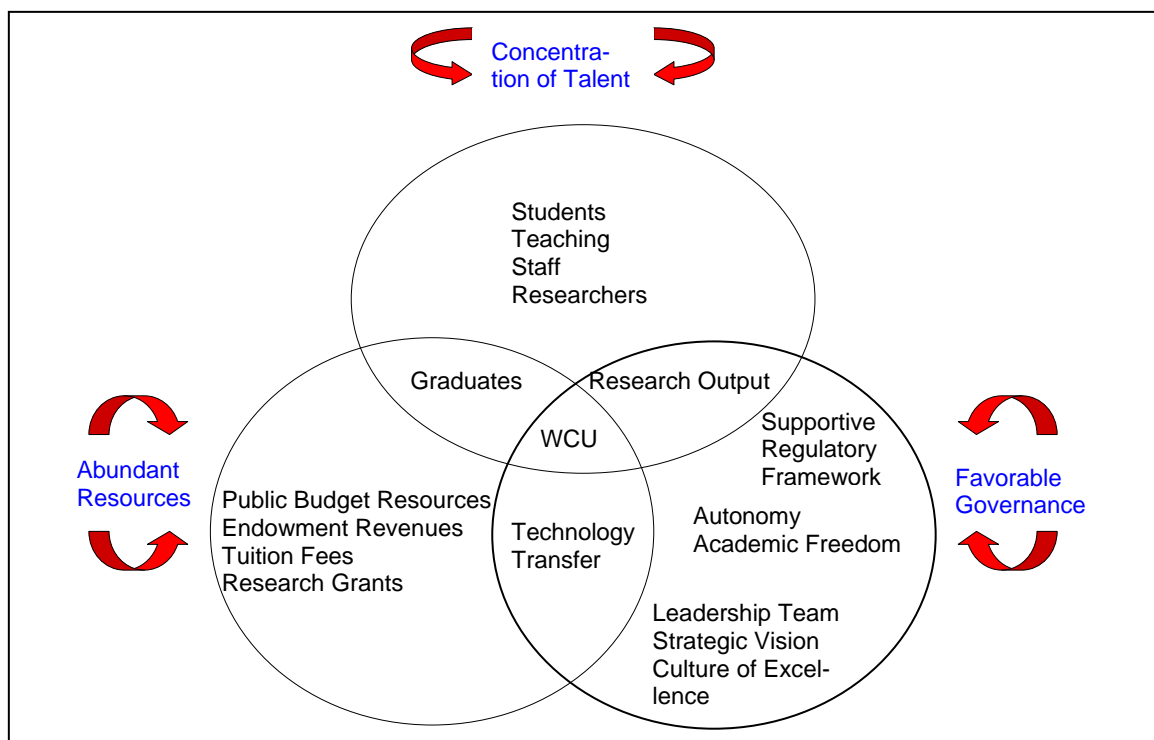 Concentra-
tion of Talent
Students
Teaching
Staff
Researchers
Graduates
Research Output
WCU
Supportive
Regulatory
Framework
Abundant
Resources
Favorable
Governance
Public Budget Resources
Endowment Revenues
Tuition Fees
Research Grants
Technology
Transfer
Autonomy
Academic Freedom
Leadership Team
Strategic Vision
Culture of Excel-
lence